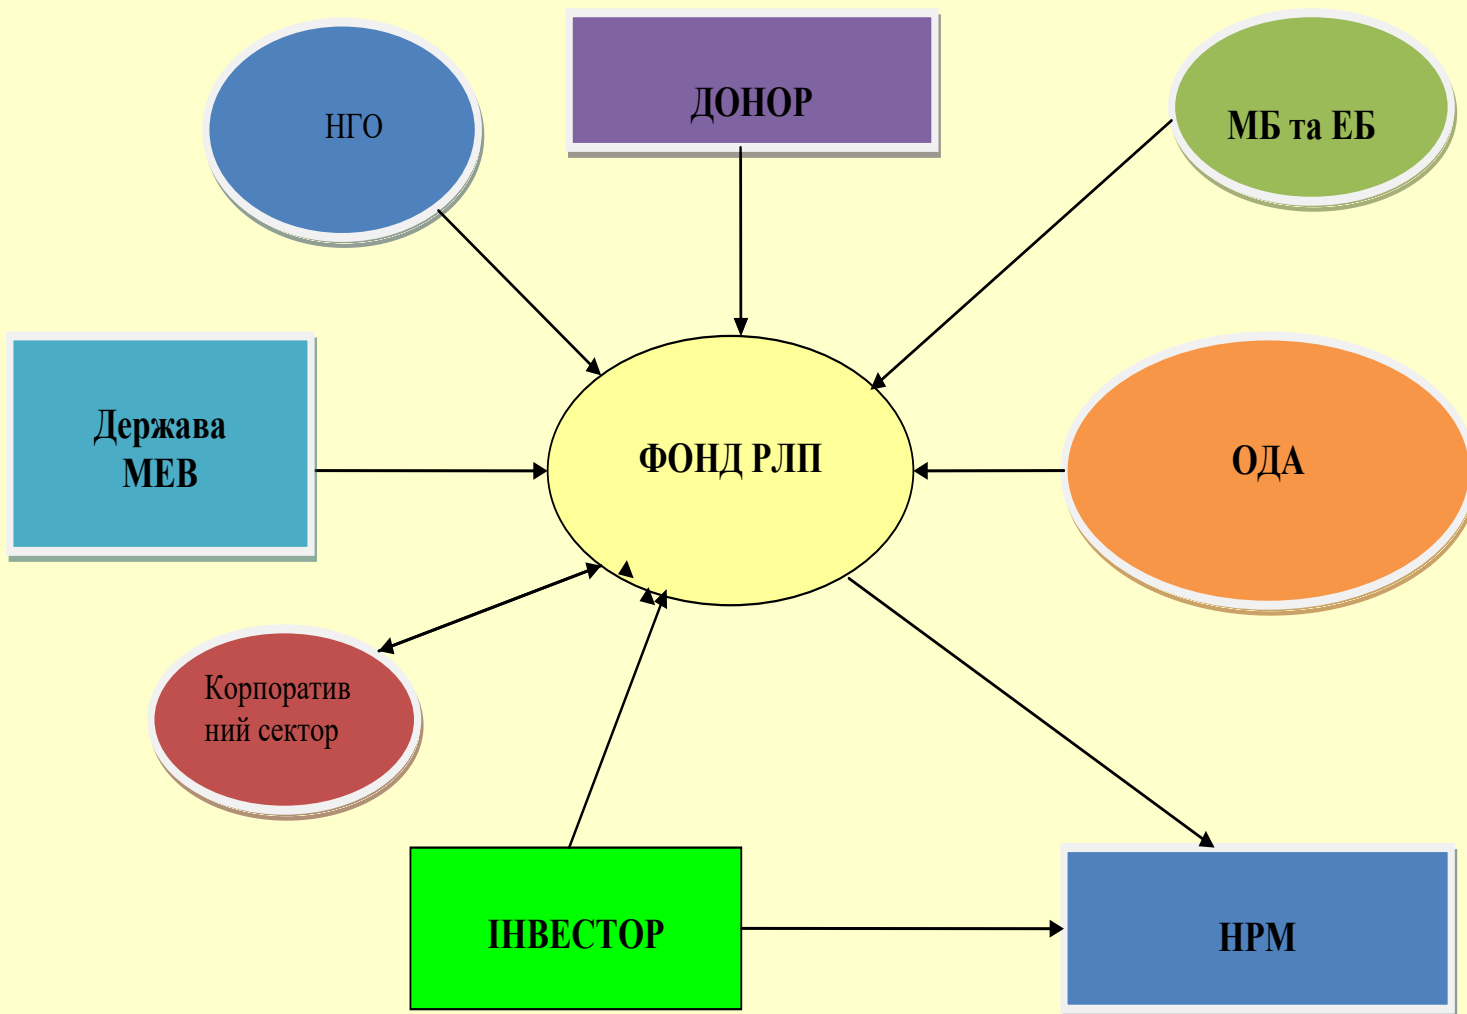 НГО
ДОНОР
МБ та ЕБ
Держава
МЕВ
ФОНД РЛП
ОДА
Корпоратив
ний сектор
ІНВЕСТОР
НРМ